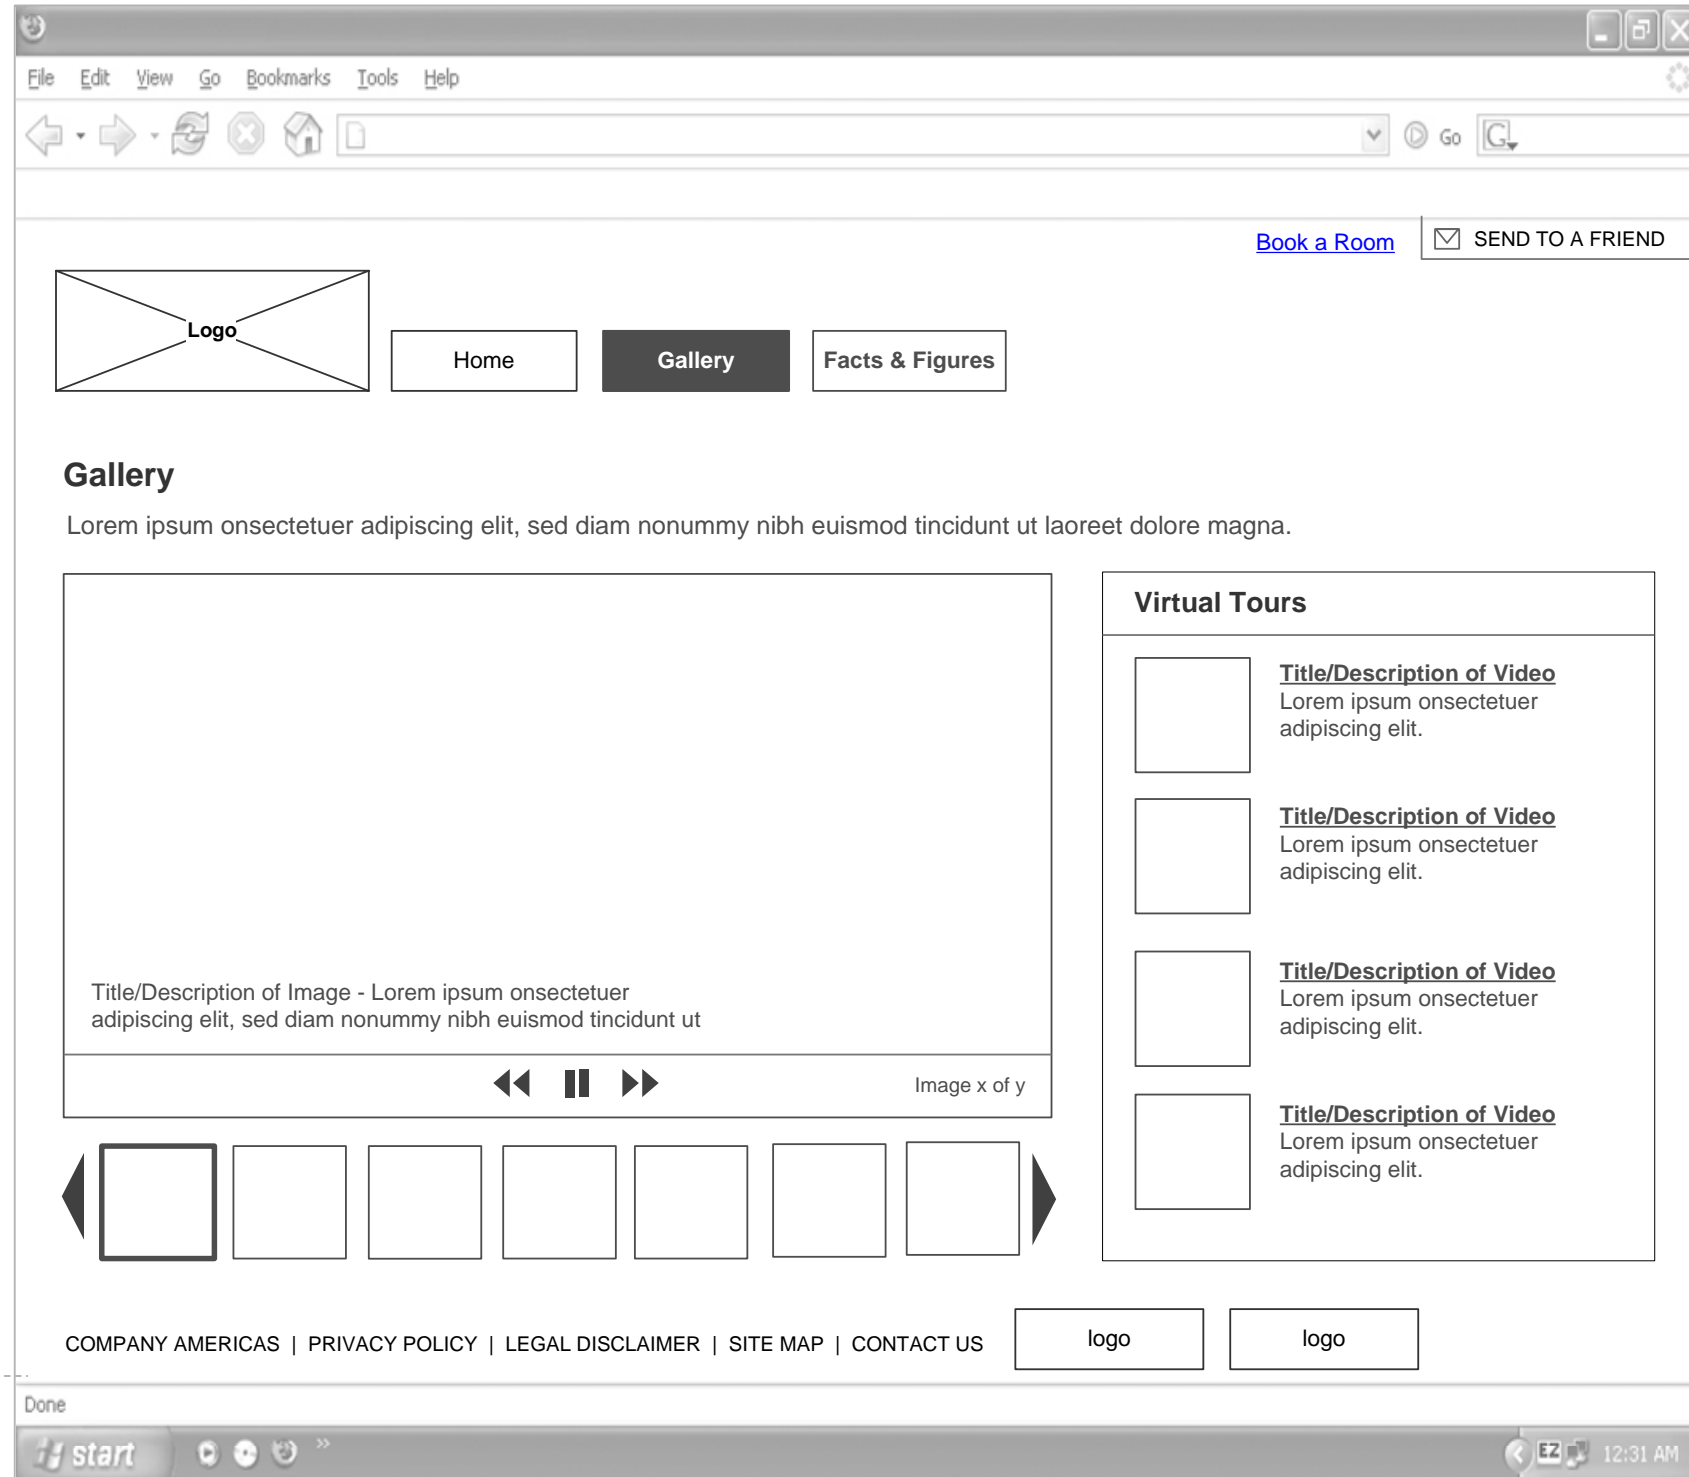 File Edit View Go Bookmarks Tools Help
Go G
Book a Room SEND TO A FRIEND
Logo
Home Gallery Facts & Figures
Gallery
Lorem ipsum onsectetuer adipiscing elit, sed diam nonummy nibh euismod tincidunt ut laoreet dolore magna.
Title/Description of Image - Lorem ipsum onsectetuer
adipiscing elit, sed diam nonummy nibh euismod tincidunt ut
Image x of y
Virtual Tours
Title/Description of Video
Lorem ipsum onsectetuer
adipiscing elit.
Title/Description of Video
Lorem ipsum onsectetuer
adipiscing elit.
Title/Description of Video
Lorem ipsum onsectetuer
adipiscing elit.
Title/Description of Video
Lorem ipsum onsectetuer
adipiscing elit.
COMPANY AMERICAS | PRIVACY POLICY | LEGAL DISCLAIMER | SITE MAP | CONTACT US
logo logo
Done
start » EZ 12:31 AM